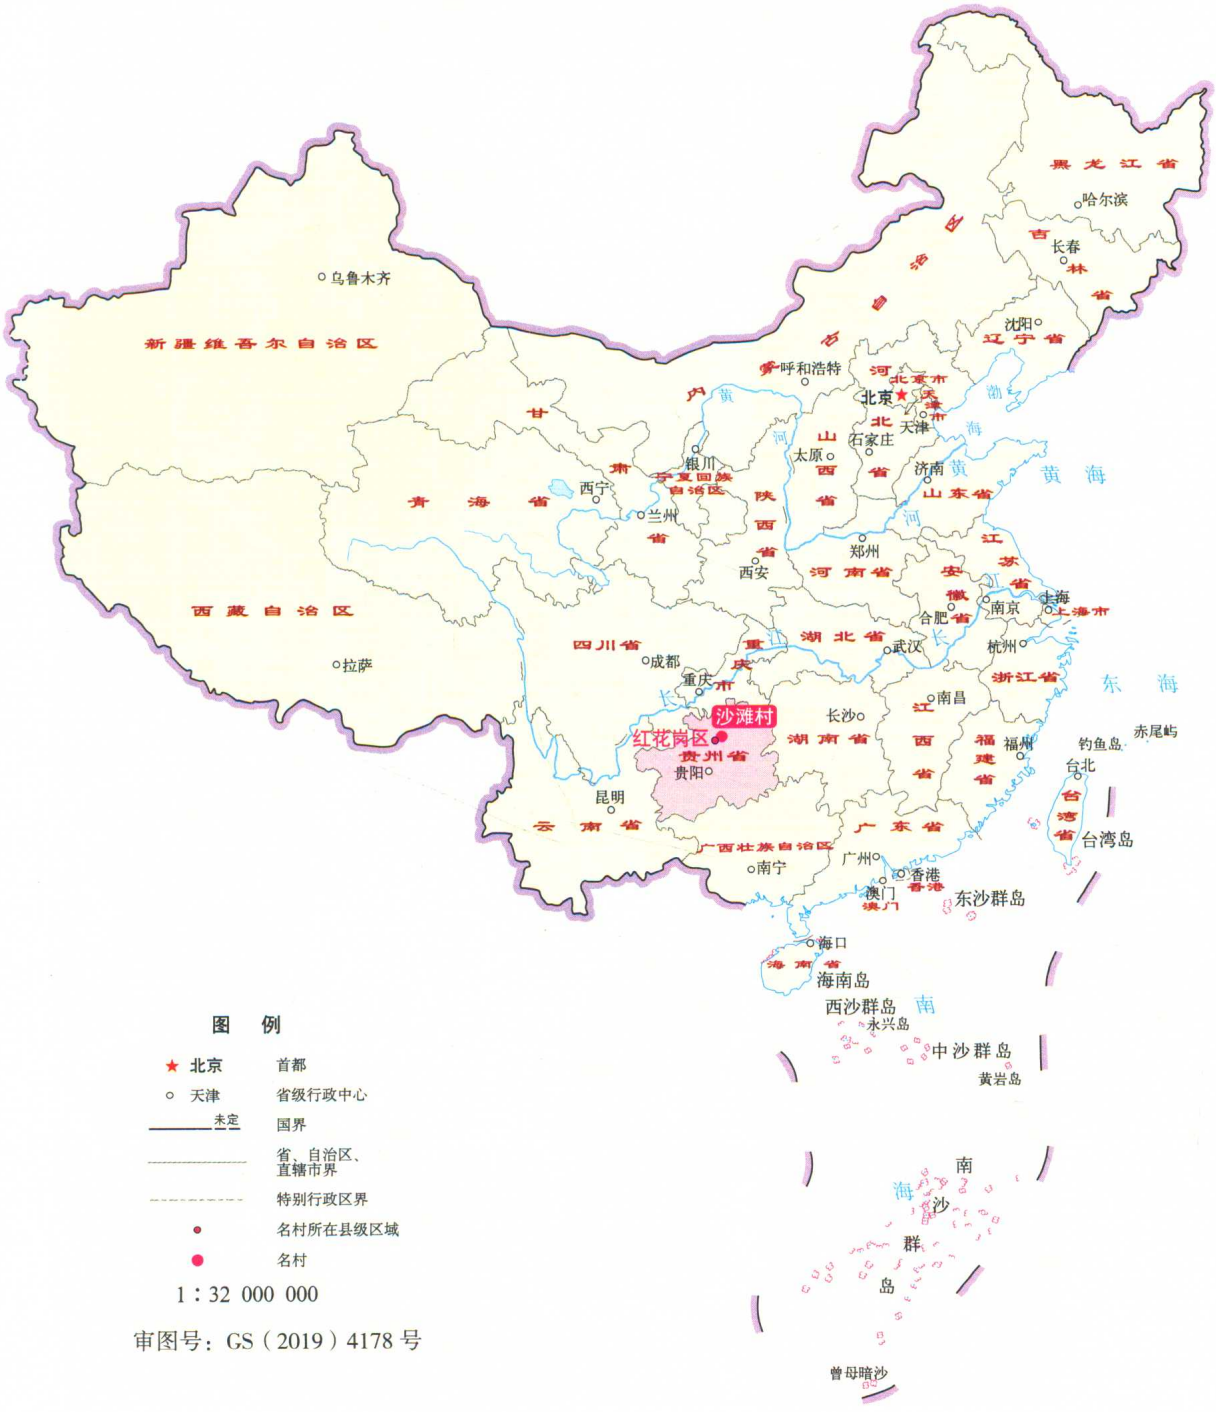 黑龙江省
哈尔滨
吉林省
长春
沈阳
辽宁省
内蒙古自治区
呼和浩特
乌鲁木齐
新疆维吾尔自治区
甘肃省
河北省
北京市
北京
天津市
天津
渤海
黄河
山西省
太原
石家庄
济南
山东省
黄海
黄河
银川
宁夏回族
自治区
陕西省
西安
青海省
西宁
兰州
郑州
河南省
江苏省
安徽省
合肥
南京
上海
上海市
江
西藏自治区
拉萨
四川省
成都
重庆市
重庆
长江
湖北省
武汉
长
杭州
浙江省
东海
沙滩村
红花岗区
贵州省
贵阳
长沙
湖南省
南昌
江西省
福建省
福州
钓鱼岛
赤尾屿
台北
台湾省
台湾岛
昆明
云南省
广西壮族自治区
南宁
广东省
广州
香港
香港
澳门
澳门
东沙群岛
海口
海南省
海南岛
西沙群岛
永兴岛
南海
中沙群岛
黄岩岛
南沙群岛
曾母暗沙
图 例
北京 首都
天津 省级行政中心
未定 国界
省、自治区、
直辖市界
特别行政区界
名村所在县级区域
名村
1∶32 000 000
审图号：GS（2019）4178 号